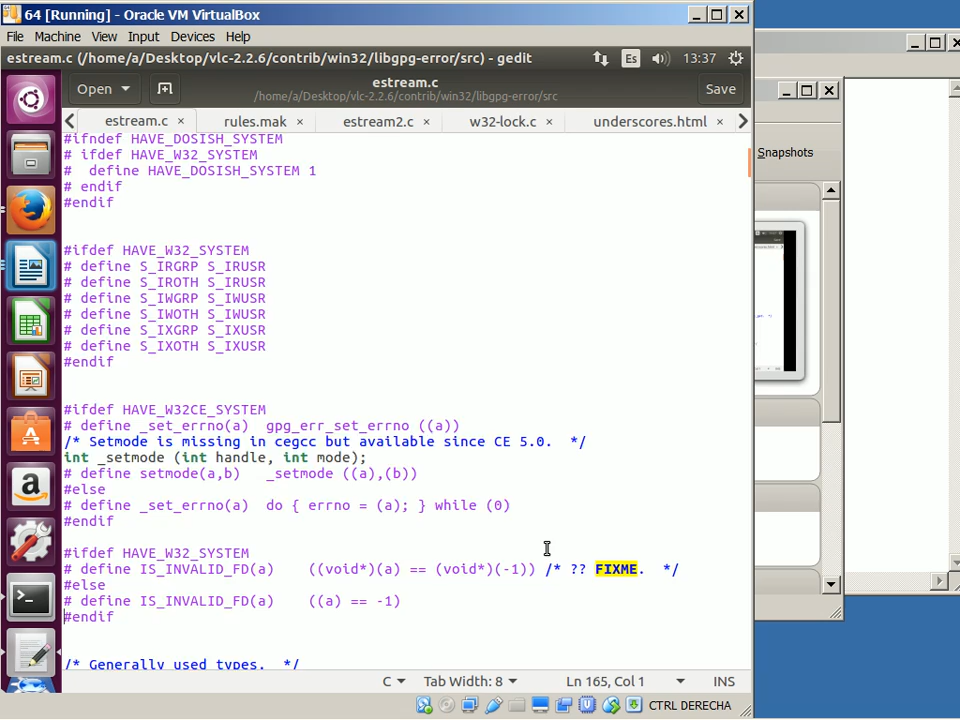 64 [Running] - Oracle VM VirtualBox
File Machine View Input Devices Help
estream.c (/home/a/Desktop/vlc-2.2.6/contrib/win32/libgpg-error/src) - gedit Es 13:37
Open estream.c Save
/home/a/Desktop/vlc-2.2.6/contrib/win32/libgpg-error/src
estream.c × rules.mak × estream2.c × w32-lock.c × underscores.html ×
#ifndef HAVE_DOSISH_SYSTEM
# ifdef HAVE_W32_SYSTEM
#  define HAVE_DOSISH_SYSTEM 1
# endif
#endif
#ifdef HAVE_W32_SYSTEM
# define S_IRGRP S_IRUSR
# define S_IROTH S_IRUSR
# define S_IWGRP S_IWUSR
# define S_IWOTH S_IWUSR
# define S_IXGRP S_IXUSR
# define S_IXOTH S_IXUSR
#endif
#ifdef HAVE_W32CE_SYSTEM
# define _set_errno(a)  gpg_err_set_errno ((a))
/* Setmode is missing in cegcc but available since CE 5.0.  */
int _setmode (int handle, int mode);
# define setmode(a,b)   _setmode ((a),(b))
#else
# define _set_errno(a)  do { errno = (a); } while (0)
#endif
#ifdef HAVE_W32_SYSTEM
# define IS_INVALID_FD(a)    ((void*)(a) == (void*)(-1)) /* ?? FIXME.  */
#else
# define IS_INVALID_FD(a)    ((a) == -1)
#endif
/* Generally used types.  */
C Tab Width: 8 Ln 165, Col 1 INS
CTRL DERECHA
Snapshots